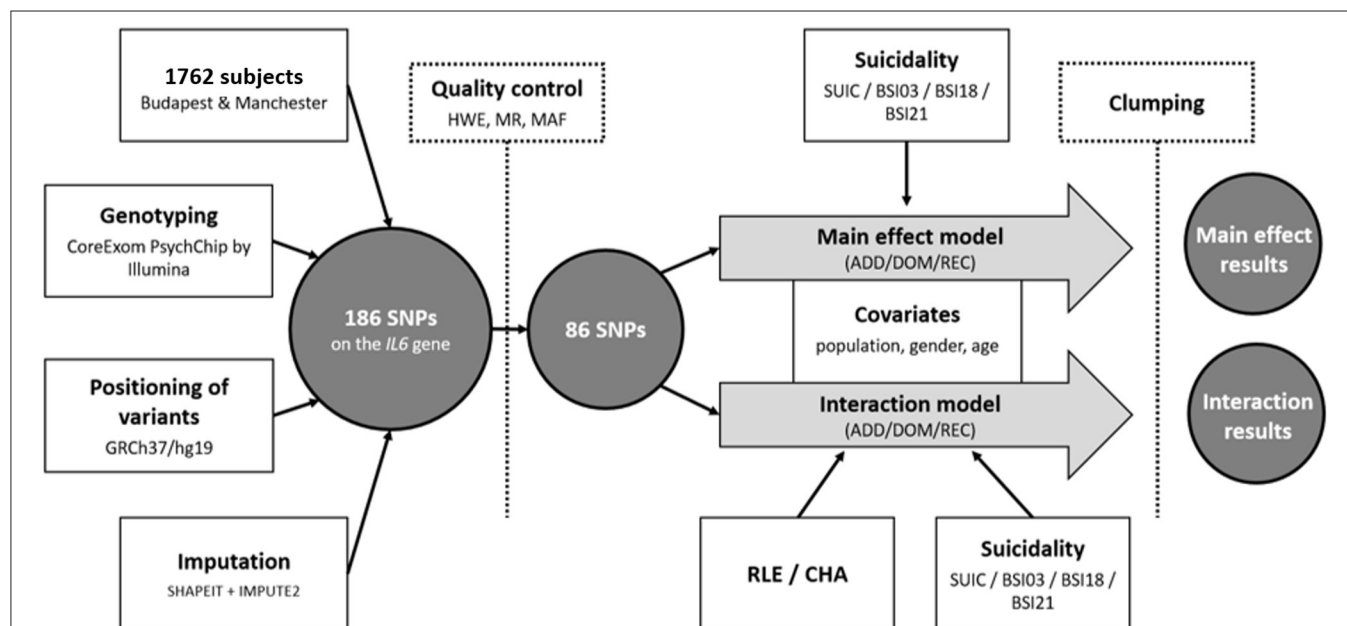 1762 subjects
Budapest & Manchester
Genotyping
CoreExom PsychChip by
Illumina
Positioning of
variants
GRCh37/hg19
Imputation
SHAPEIT + IMPUTE2
186 SNPs
on the IL6 gene
Quality control
HWE, MR, MAF
86 SNPs
Suicidality
SUIC / BSI03 / BSI18 /
BSI21
Main effect model
(ADD/DOM/REC)
Covariates
population, gender, age
Interaction model
(ADD/DOM/REC)
RLE / CHA
Suicidality
SUIC / BSI03 / BSI18 /
BSI21
Clumping
Main effect
results
Interaction
results